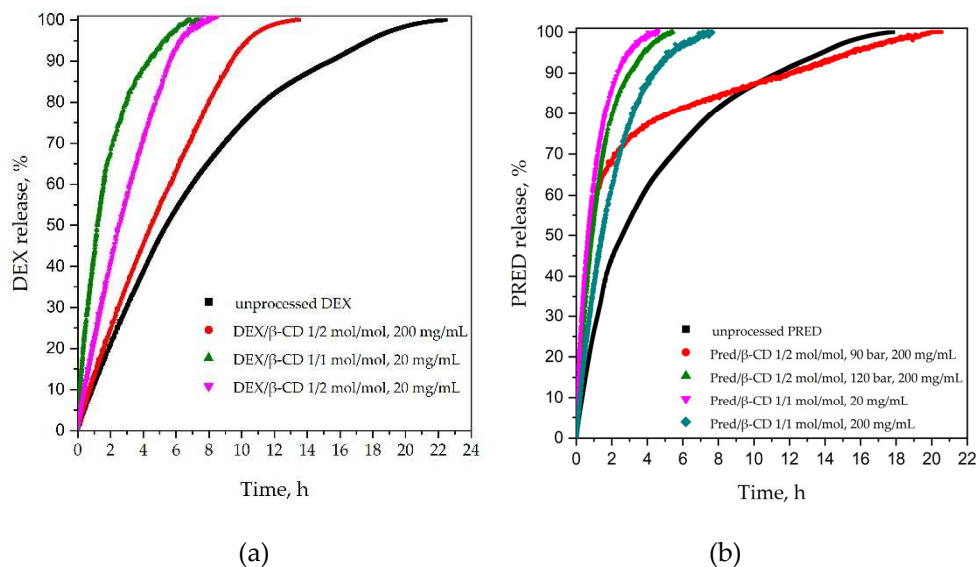 100
90
80
70
60
50
40
30
20
10
0
DEX release, %
unprocessed DEX
DEX/β-CD 1/2 mol/mol, 200 mg/mL
DEX/β-CD 1/1 mol/mol, 20 mg/mL
DEX/β-CD 1/2 mol/mol, 20 mg/mL
0 2 4 6 8 10 12 14 16 18 20 22 24
Time, h
(a)
100
90
80
70
60
50
40
30
20
10
0
PRED release, %
unprocessed PRED
Pred/β-CD 1/2 mol/mol, 90 bar, 200 mg/mL
Pred/β-CD 1/2 mol/mol, 120 bar, 200 mg/mL
Pred/β-CD 1/1 mol/mol, 20 mg/mL
Pred/β-CD 1/1 mol/mol, 200 mg/mL
0 2 4 6 8 10 12 14 16 18 20 22
Time, h
(b)